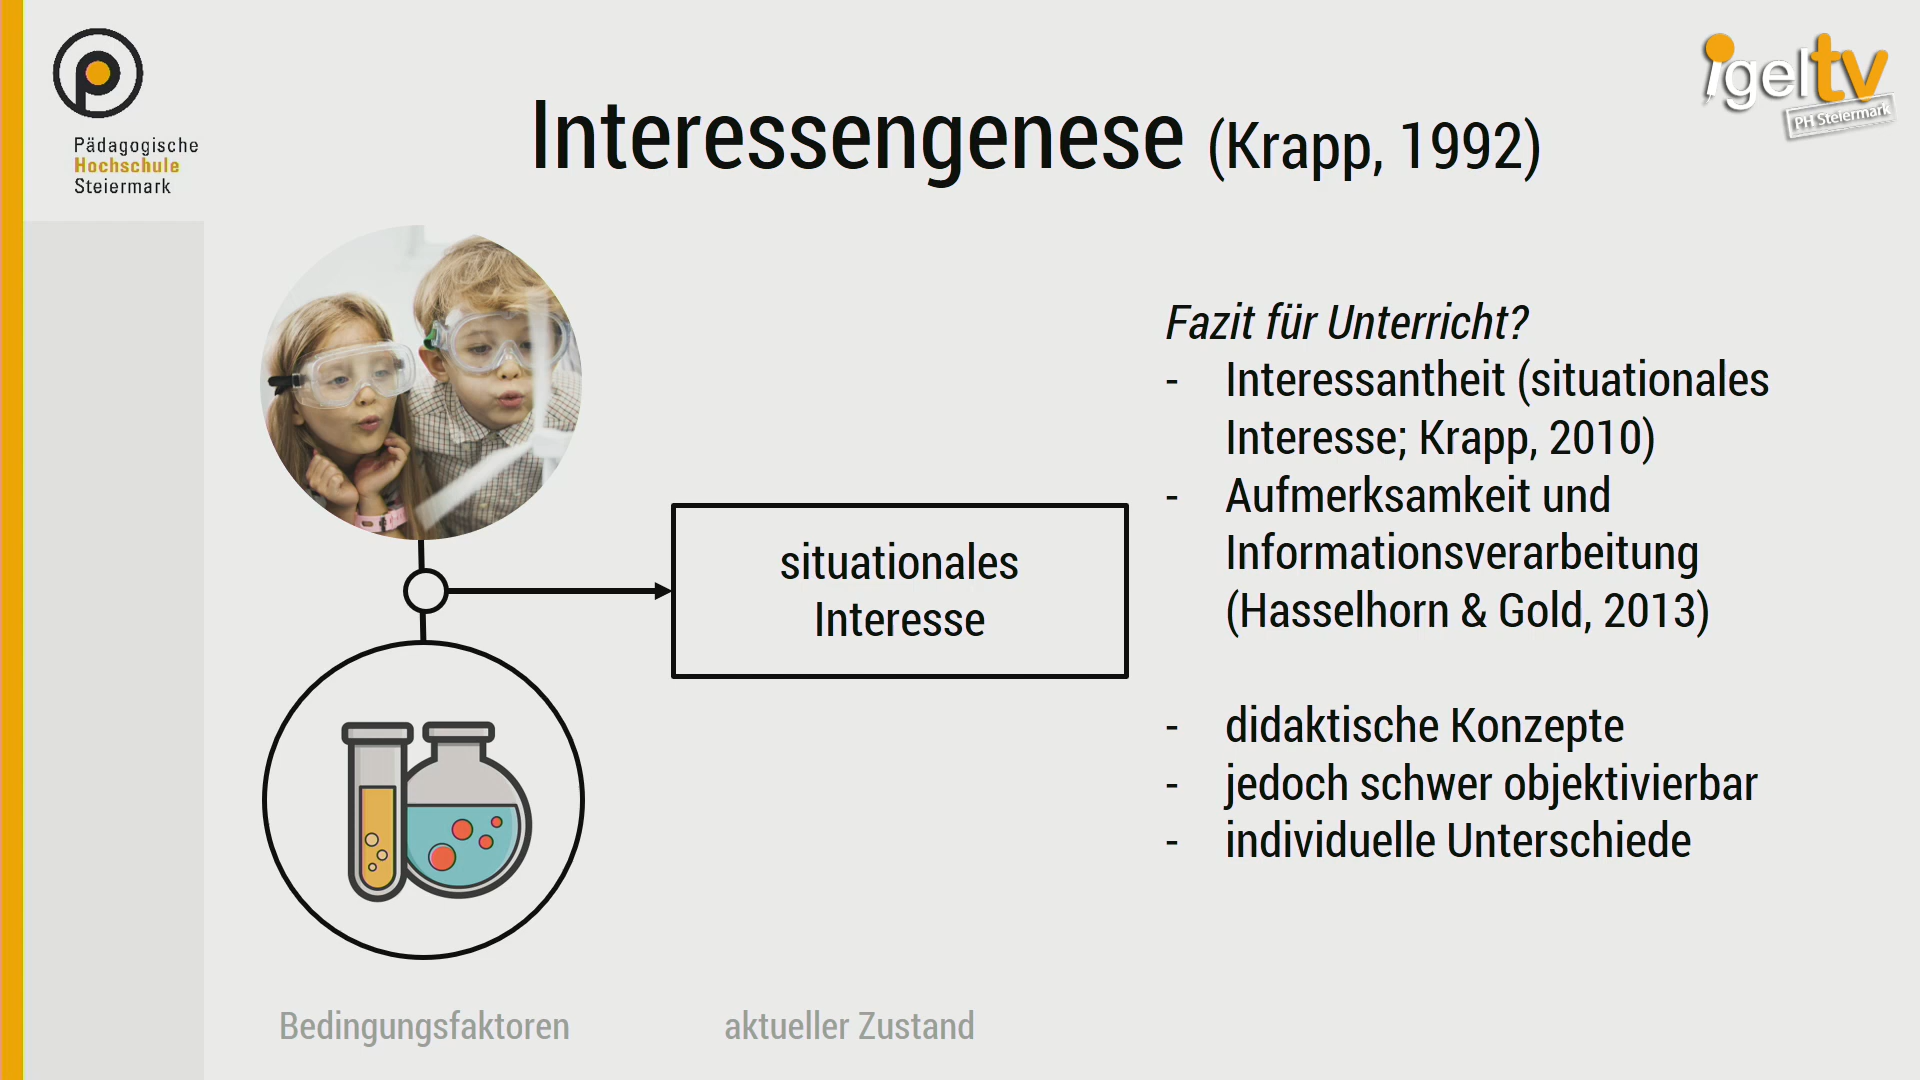 Pädagogische
Hochschule
Steiermark
igeltv
PH Steiermark
Interessengenese (Krapp, 1992)
situationales
Interesse
Fazit für Unterricht?
- Interessantheit (situationales
Interesse; Krapp, 2010)
- Aufmerksamkeit und
Informationsverarbeitung
(Hasselhorn & Gold, 2013)
- didaktische Konzepte
- jedoch schwer objektivierbar
- individuelle Unterschiede
Bedingungsfaktoren
aktueller Zustand